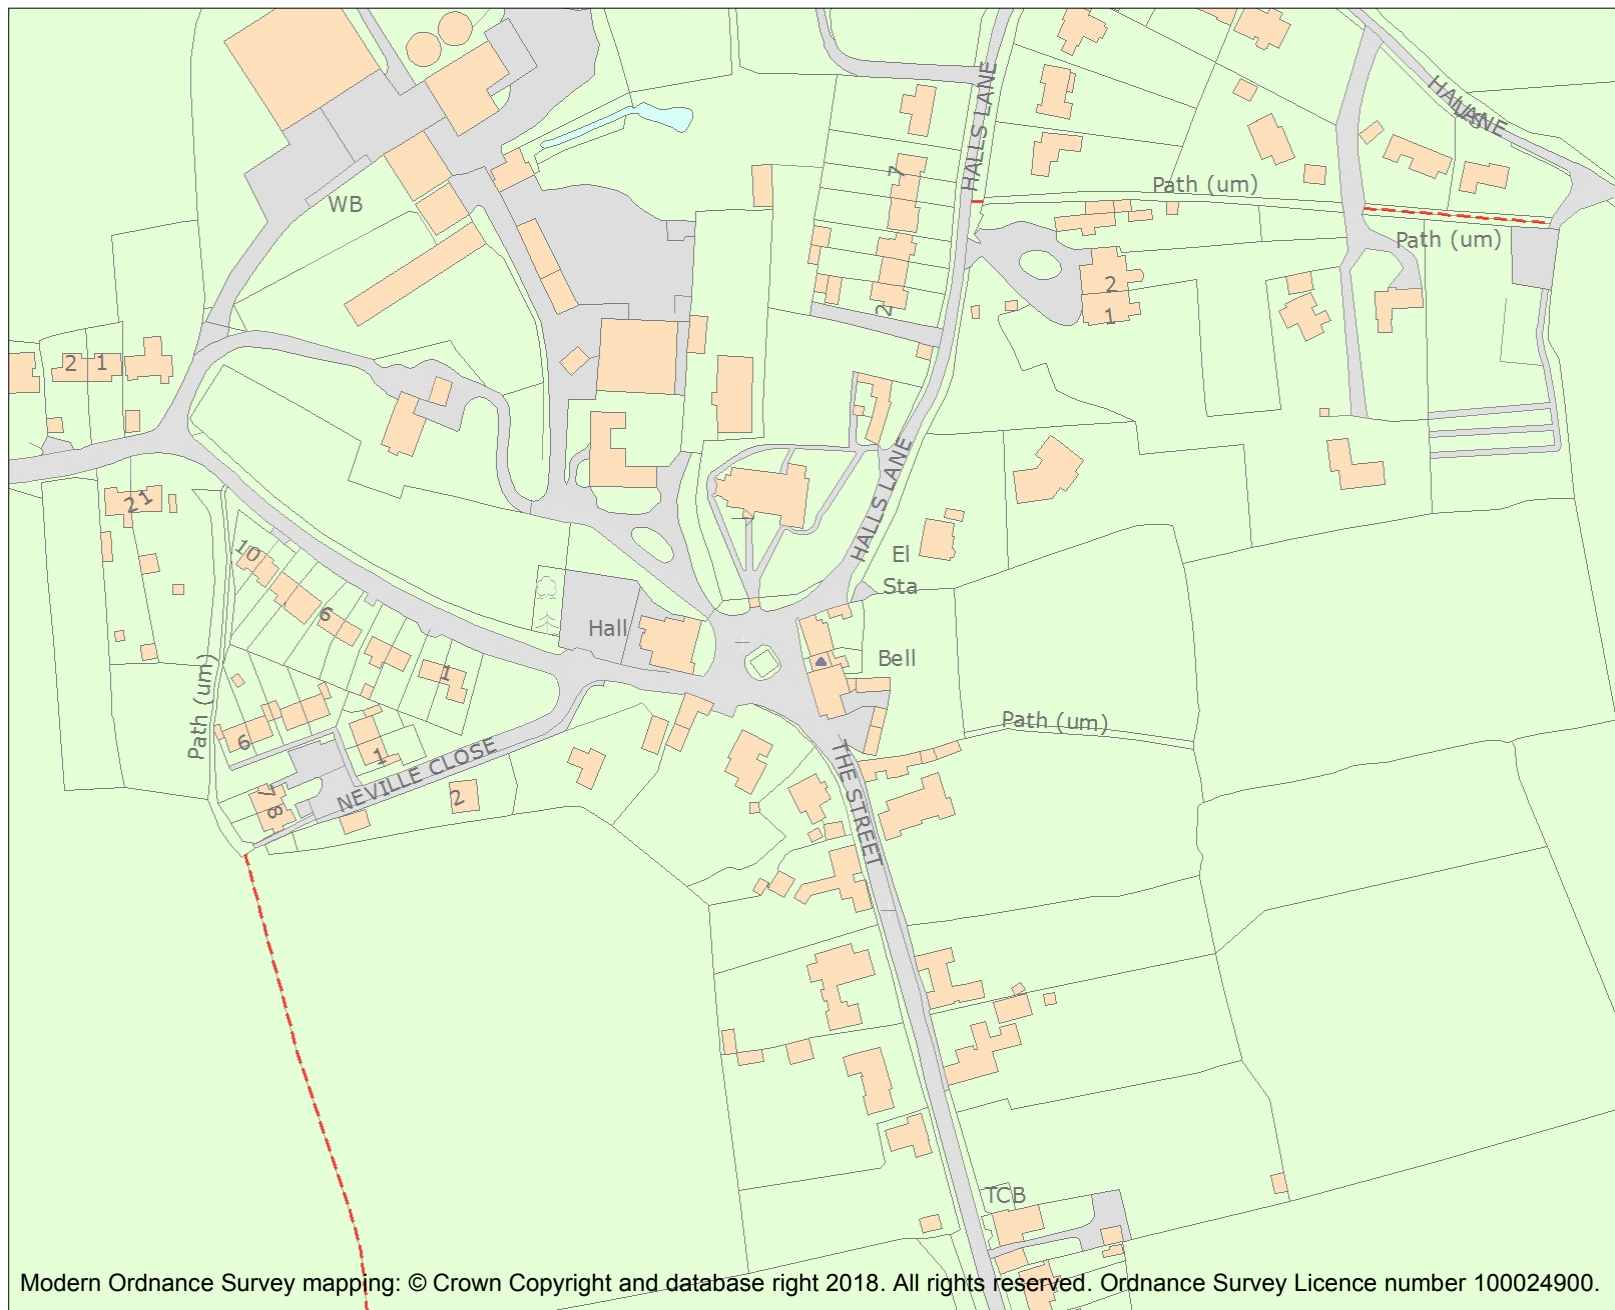 HALLS LANE
HALLS LANE
Path (um)
7
WB
Path (um)
2
1
2
2 1
HALLS LANE
2 1
10
El
Sta
6
Hall
Bell
1
Path (um)
Path (um)
6
1
NEVILLE CLOSE
2
7
8
THE STREET
TCB
Modern Ordnance Survey mapping: © Crown Copyright and database right 2018. All rights reserved. Ordnance Survey Licence number 100024900.